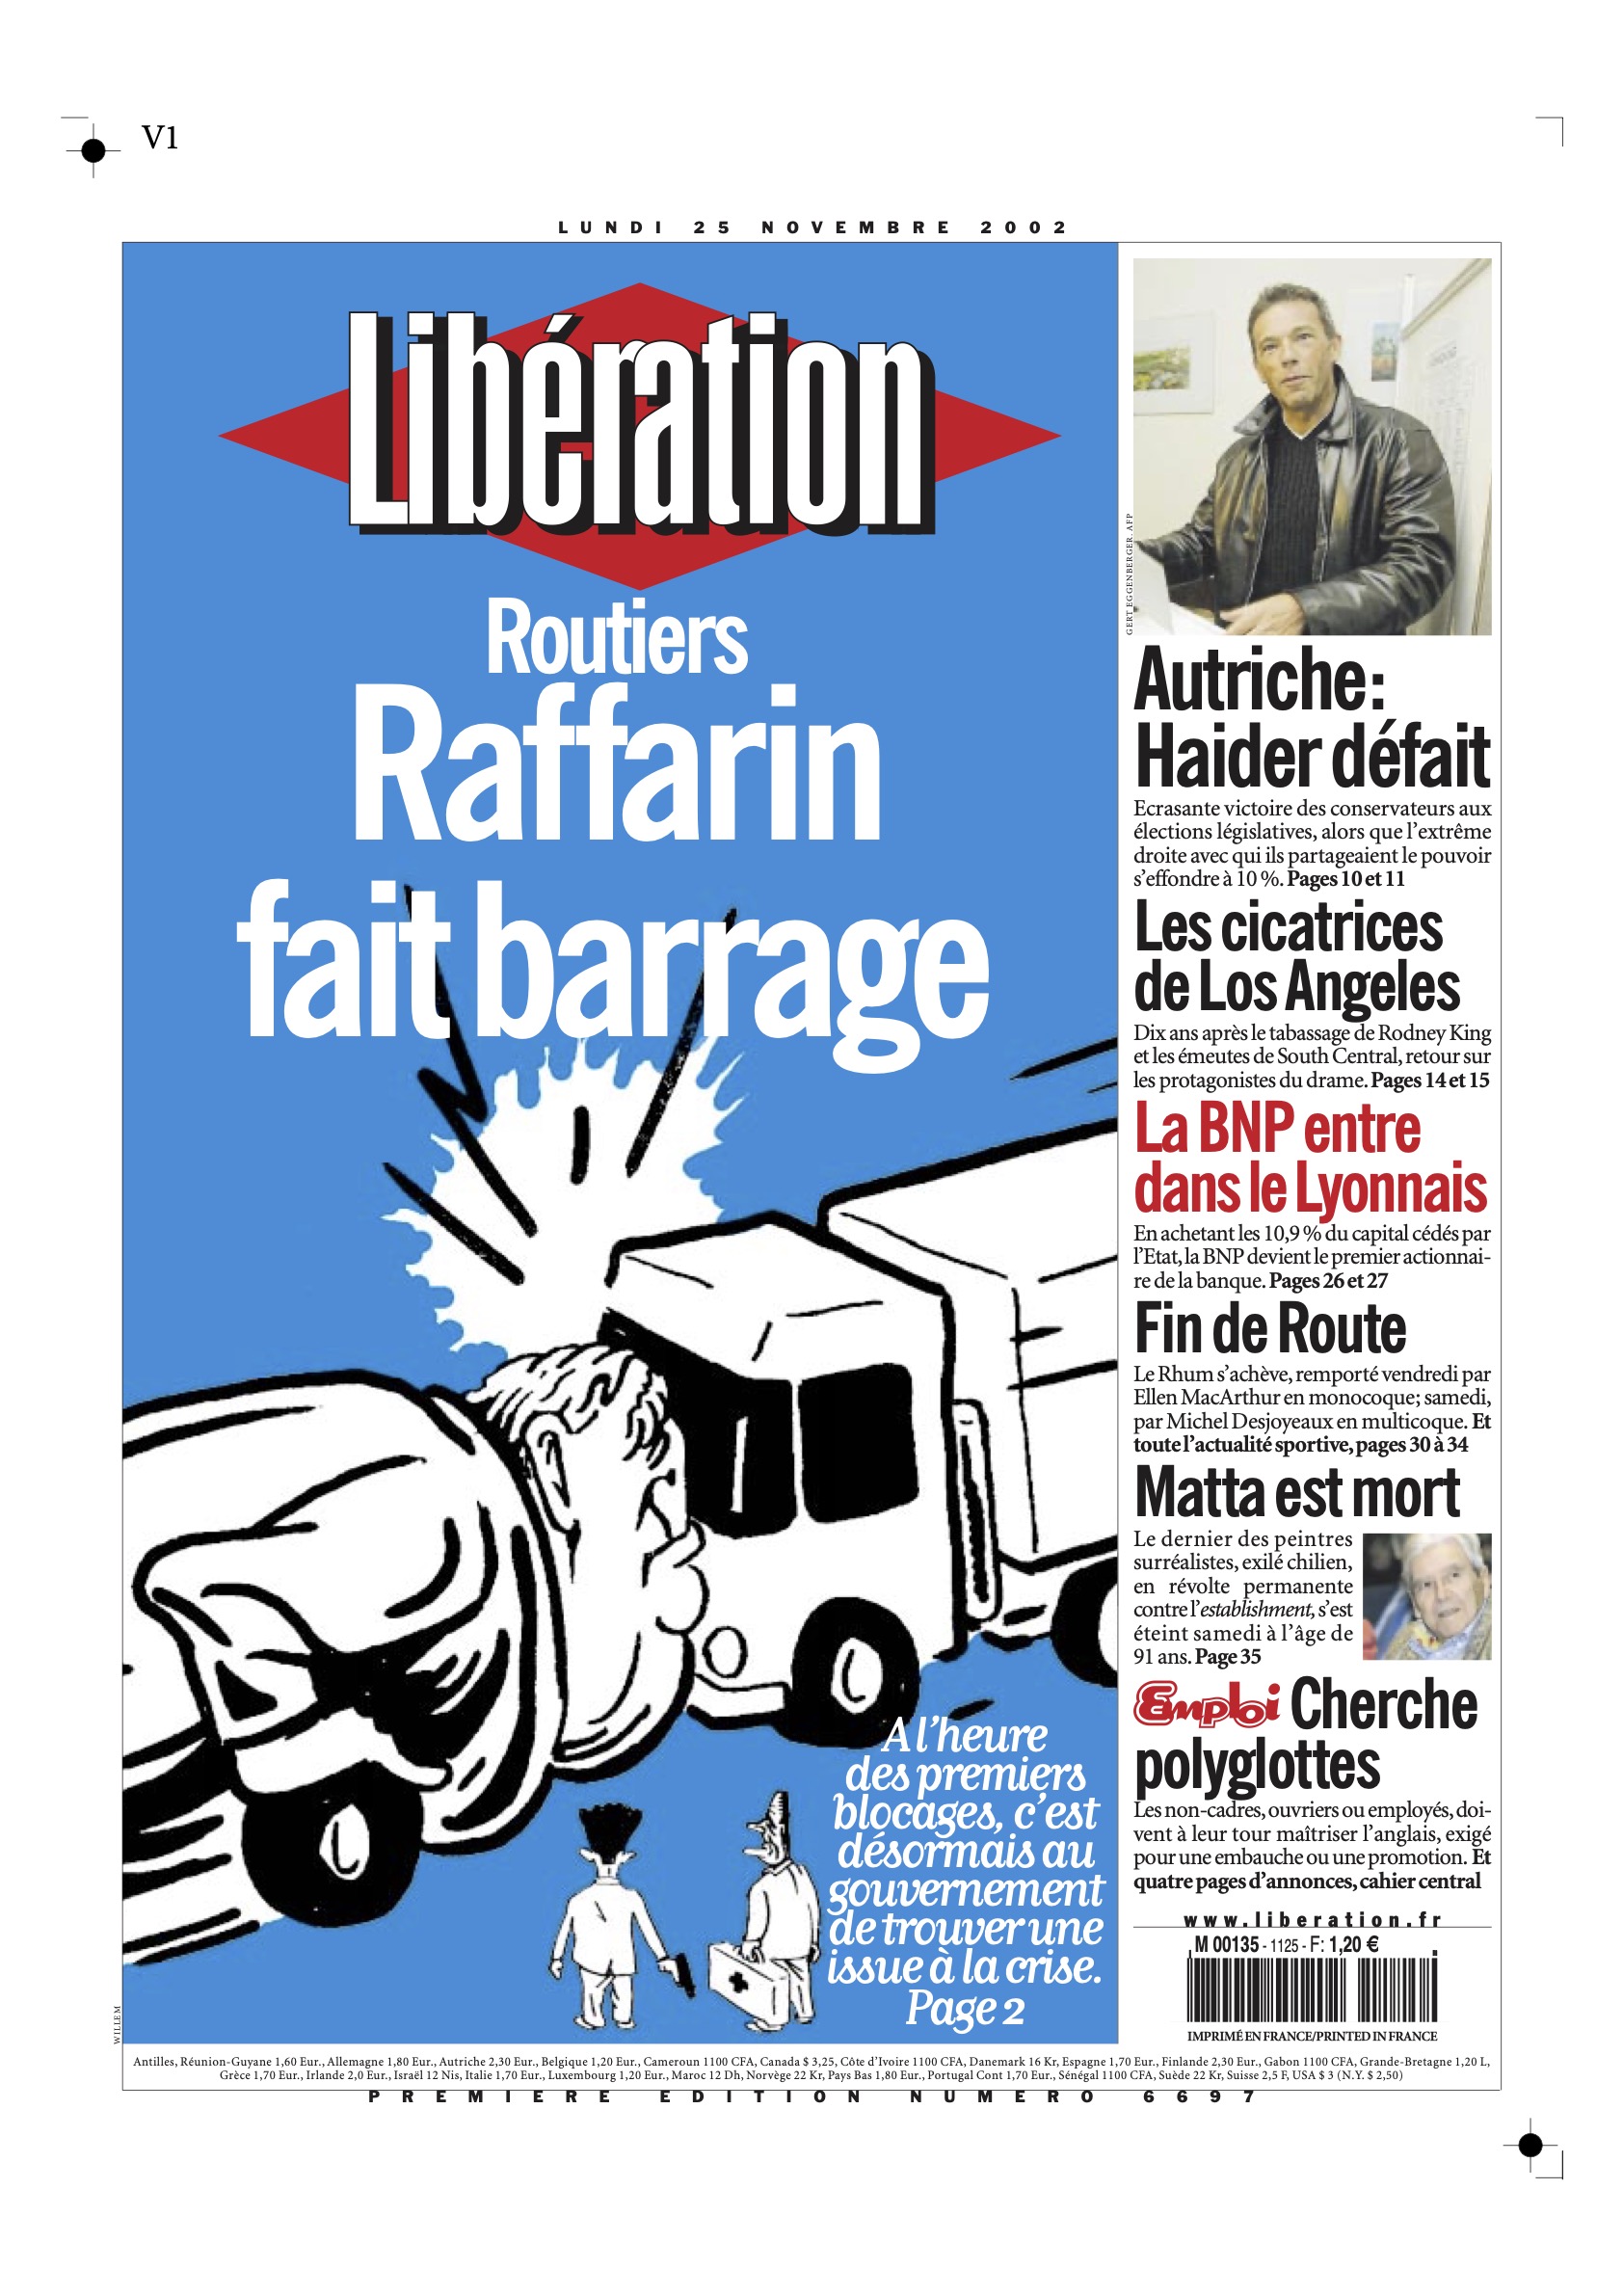 V1
LUNDI 25 NOVEMBRE 2002
Libération
Routiers
Raffarin
fait barrage
A l'heure
des premiers
blocages, c'est
désormais au
gouvernement
de trouver une
issue à la crise.
Page 2
WILLEM
GERT EGGENBERGER. AFP
Autriche:
Haider défait
Ecrasante victoire des conservateurs aux
élections législatives, alors que l'extrême
droite avec qui ils partageaient le pouvoir
s'effondre à 10 %. Pages 10 et 11
Les cicatrices
de Los Angeles
Dix ans après le tabassage de Rodney King
et les émeutes de South Central, retour sur
les protagonistes du drame. Pages 14 et 15
La BNP entre
dans le Lyonnais
En achetant les 10,9 % du capital cédés par
l'Etat, la BNP devient le premier actionnai-
re de la banque. Pages 26 et 27
Fin de Route
Le Rhum s'achève, remporté vendredi par
Ellen MacArthur en monocoque; samedi,
par Michel Desjoyeaux en multicoque. Et
toute l'actualité sportive, pages 30 à 34
Matta est mort
Le dernier des peintres
surréalistes, exilé chilien,
en révolte permanente
contre l'establishment, s'est
éteint samedi à l'âge de
91 ans. Page 35
Emploi Cherche
polyglottes
Les non-cadres, ouvriers ou employés, doi-
vent à leur tour maîtriser l'anglais, exigé
pour une embauche ou une promotion. Et
quatre pages d'annonces, cahier central
www.liberation.fr
M 00135 - 1125 - F: 1,20 €
IMPRIMÉ EN FRANCE/PRINTED IN FRANCE
Antilles, Réunion-Guyane 1,60 Eur., Allemagne 1,80 Eur., Autriche 2,30 Eur., Belgique 1,20 Eur., Cameroun 1100 CFA, Canada $ 3,25, Côte d'Ivoire 1100 CFA, Danemark 16 Kr, Espagne 1,70 Eur., Finlande 2,30 Eur., Gabon 1100 CFA, Grande-Bretagne 1,20 L,
Grèce 1,70 Eur., Irlande 2,0 Eur., Israël 12 Nis, Italie 1,70 Eur., Luxembourg 1,20 Eur., Maroc 12 Dh, Norvège 22 Kr, Pays Bas 1,80 Eur., Portugal Cont 1,70 Eur., Sénégal 1100 CFA, Suède 22 Kr, Suisse 2,5 F, USA $ 3 (N.Y. $ 2,50)
PREMIERE EDITION NUMERO 6697